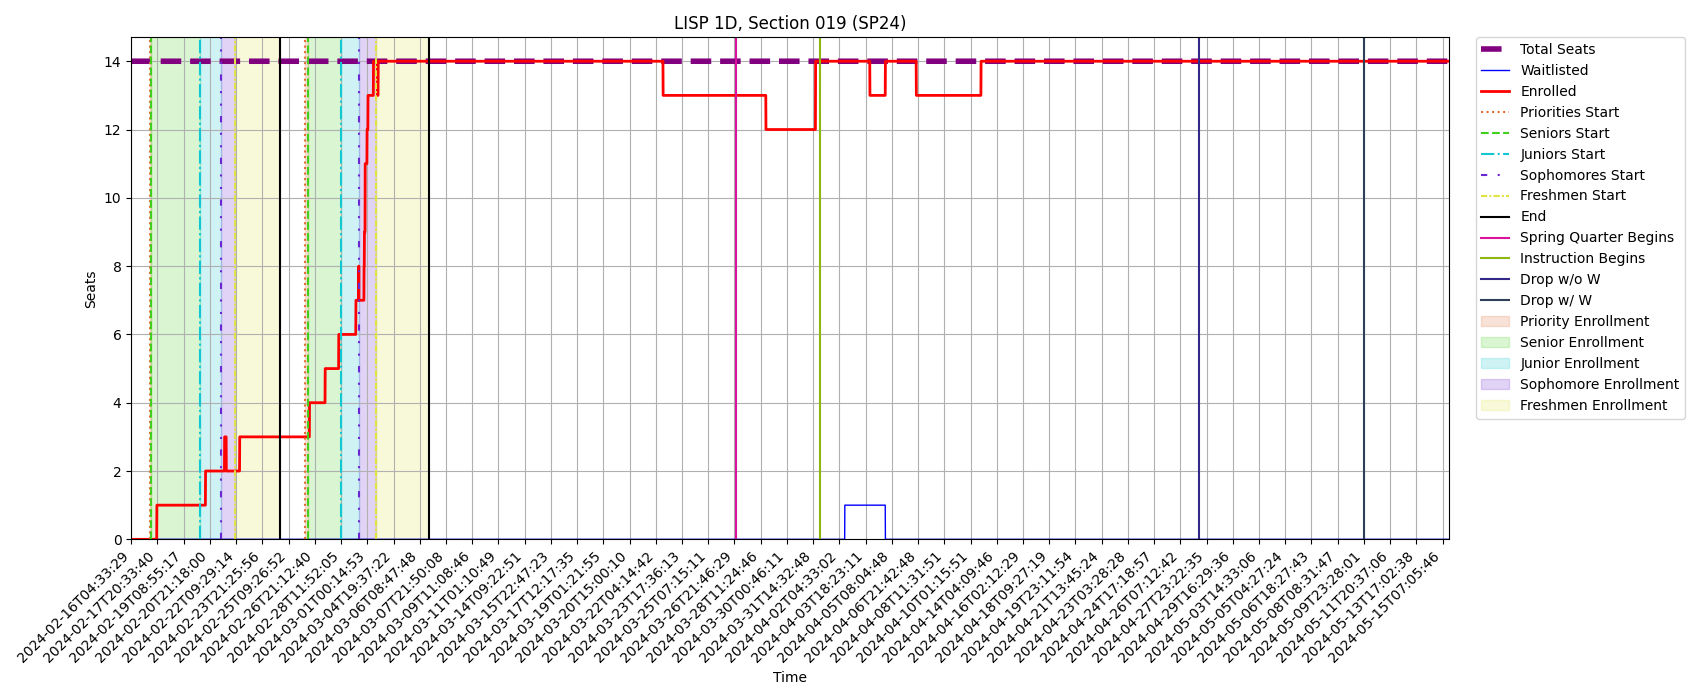 LISP 1D, Section 019 (SP24)
Seats
14
12
10
8
6
4
2
0
2024-02-16T04:33:29
2024-02-17T20:33:40
2024-02-19T08:55:17
2024-02-20T21:18:00
2024-02-22T09:29:14
2024-02-23T21:25:56
2024-02-25T09:26:52
2024-02-26T21:12:40
2024-02-28T11:52:05
2024-03-01T00:14:53
2024-03-04T19:37:22
2024-03-06T08:47:48
2024-03-07T21:50:08
2024-03-09T11:08:46
2024-03-11T01:10:49
2024-03-14T09:22:51
2024-03-15T22:47:23
2024-03-17T12:17:35
2024-03-19T01:21:55
2024-03-20T15:00:10
2024-03-22T04:14:42
2024-03-23T17:36:13
2024-03-25T07:15:11
2024-03-26T21:46:29
2024-03-28T11:24:46
2024-03-30T00:46:11
2024-03-31T14:32:48
2024-04-02T04:33:02
2024-04-03T18:23:11
2024-04-05T08:04:48
2024-04-06T21:42:48
2024-04-08T11:31:51
2024-04-10T01:15:51
2024-04-14T04:09:46
2024-04-16T02:12:29
2024-04-18T09:27:19
2024-04-19T23:11:54
2024-04-21T13:45:24
2024-04-23T03:28:28
2024-04-24T17:18:57
2024-04-26T07:12:42
2024-04-27T23:22:35
2024-04-29T16:29:36
2024-05-03T14:33:06
2024-05-05T04:27:24
2024-05-06T18:27:43
2024-05-08T08:31:47
2024-05-09T23:28:01
2024-05-11T20:37:06
2024-05-13T17:02:38
2024-05-15T07:05:46
Time
Total Seats
Waitlisted
Enrolled
Priorities Start
Seniors Start
Juniors Start
Sophomores Start
Freshmen Start
End
Spring Quarter Begins
Instruction Begins
Drop w/o W
Drop w/ W
Priority Enrollment
Senior Enrollment
Junior Enrollment
Sophomore Enrollment
Freshmen Enrollment